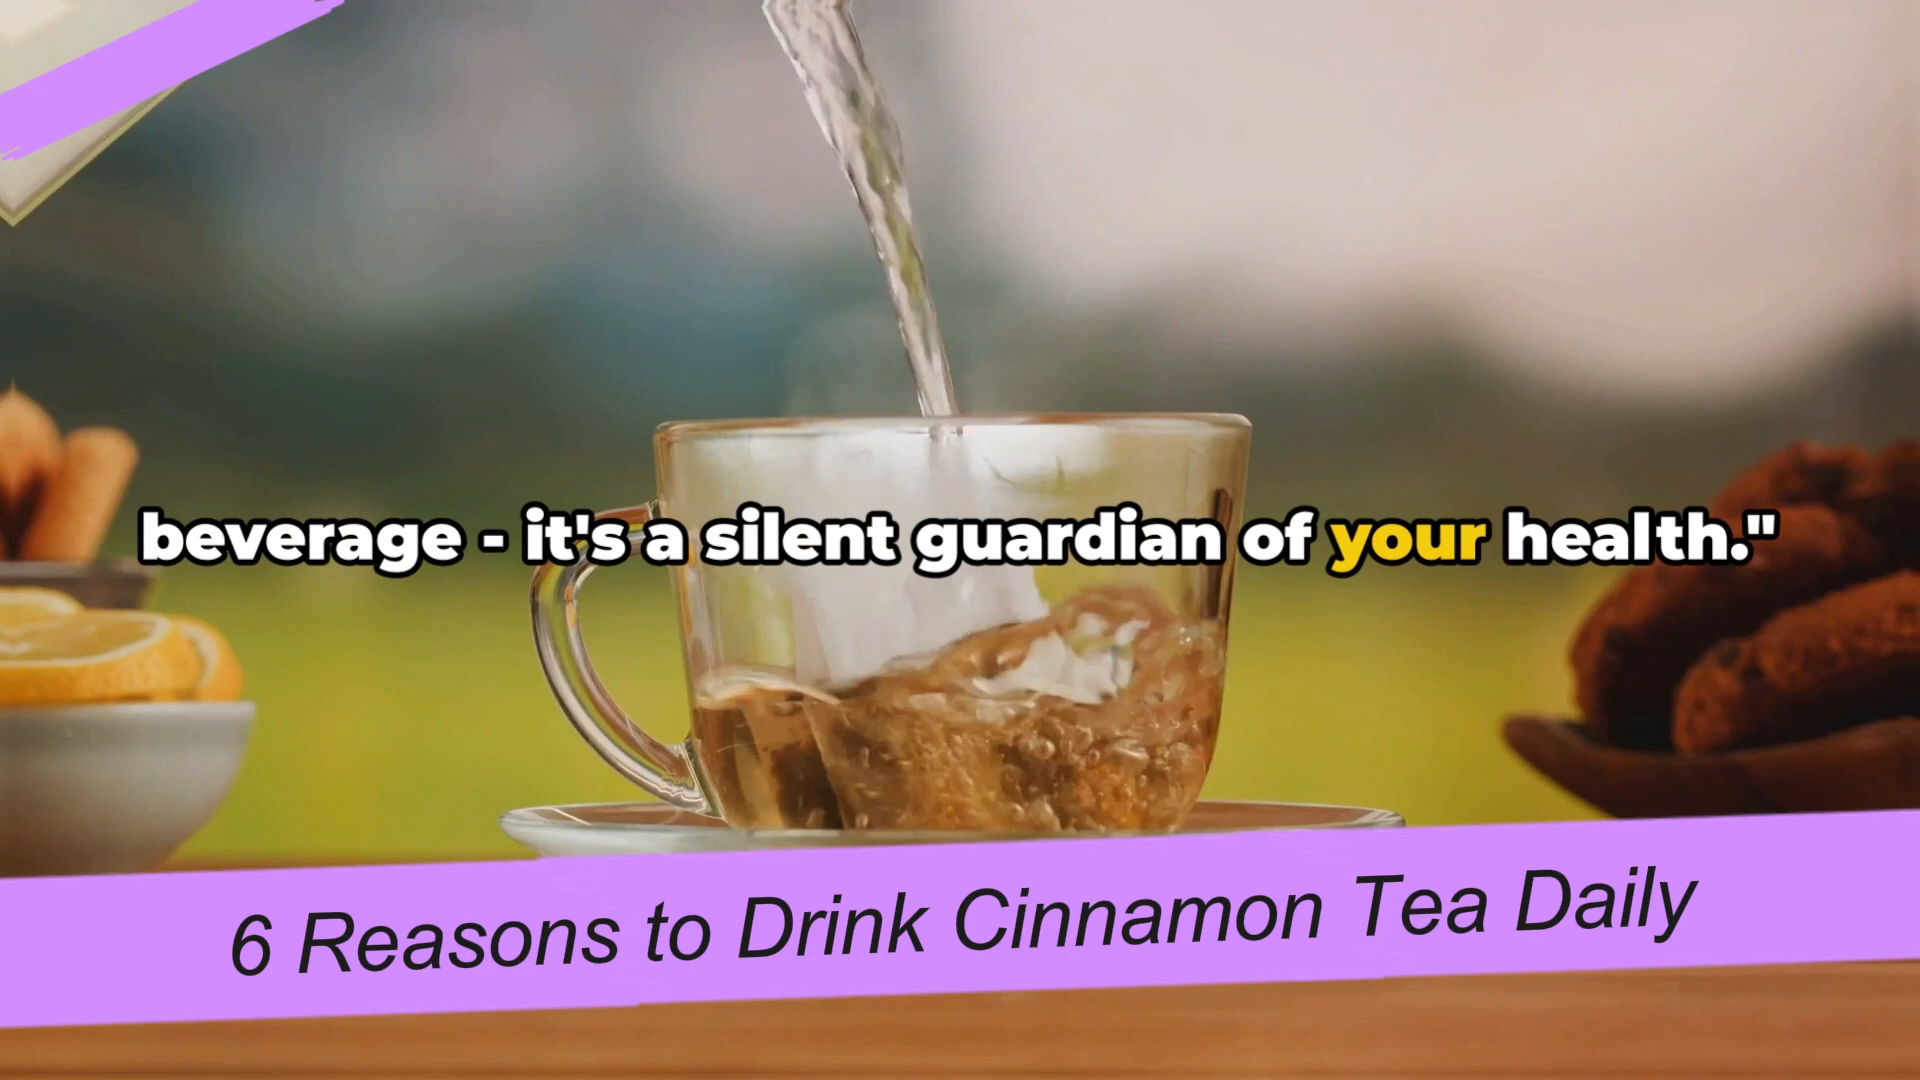 beverage - it's a silent guardian of your health."
6 Reasons to Drink Cinnamon Tea Daily